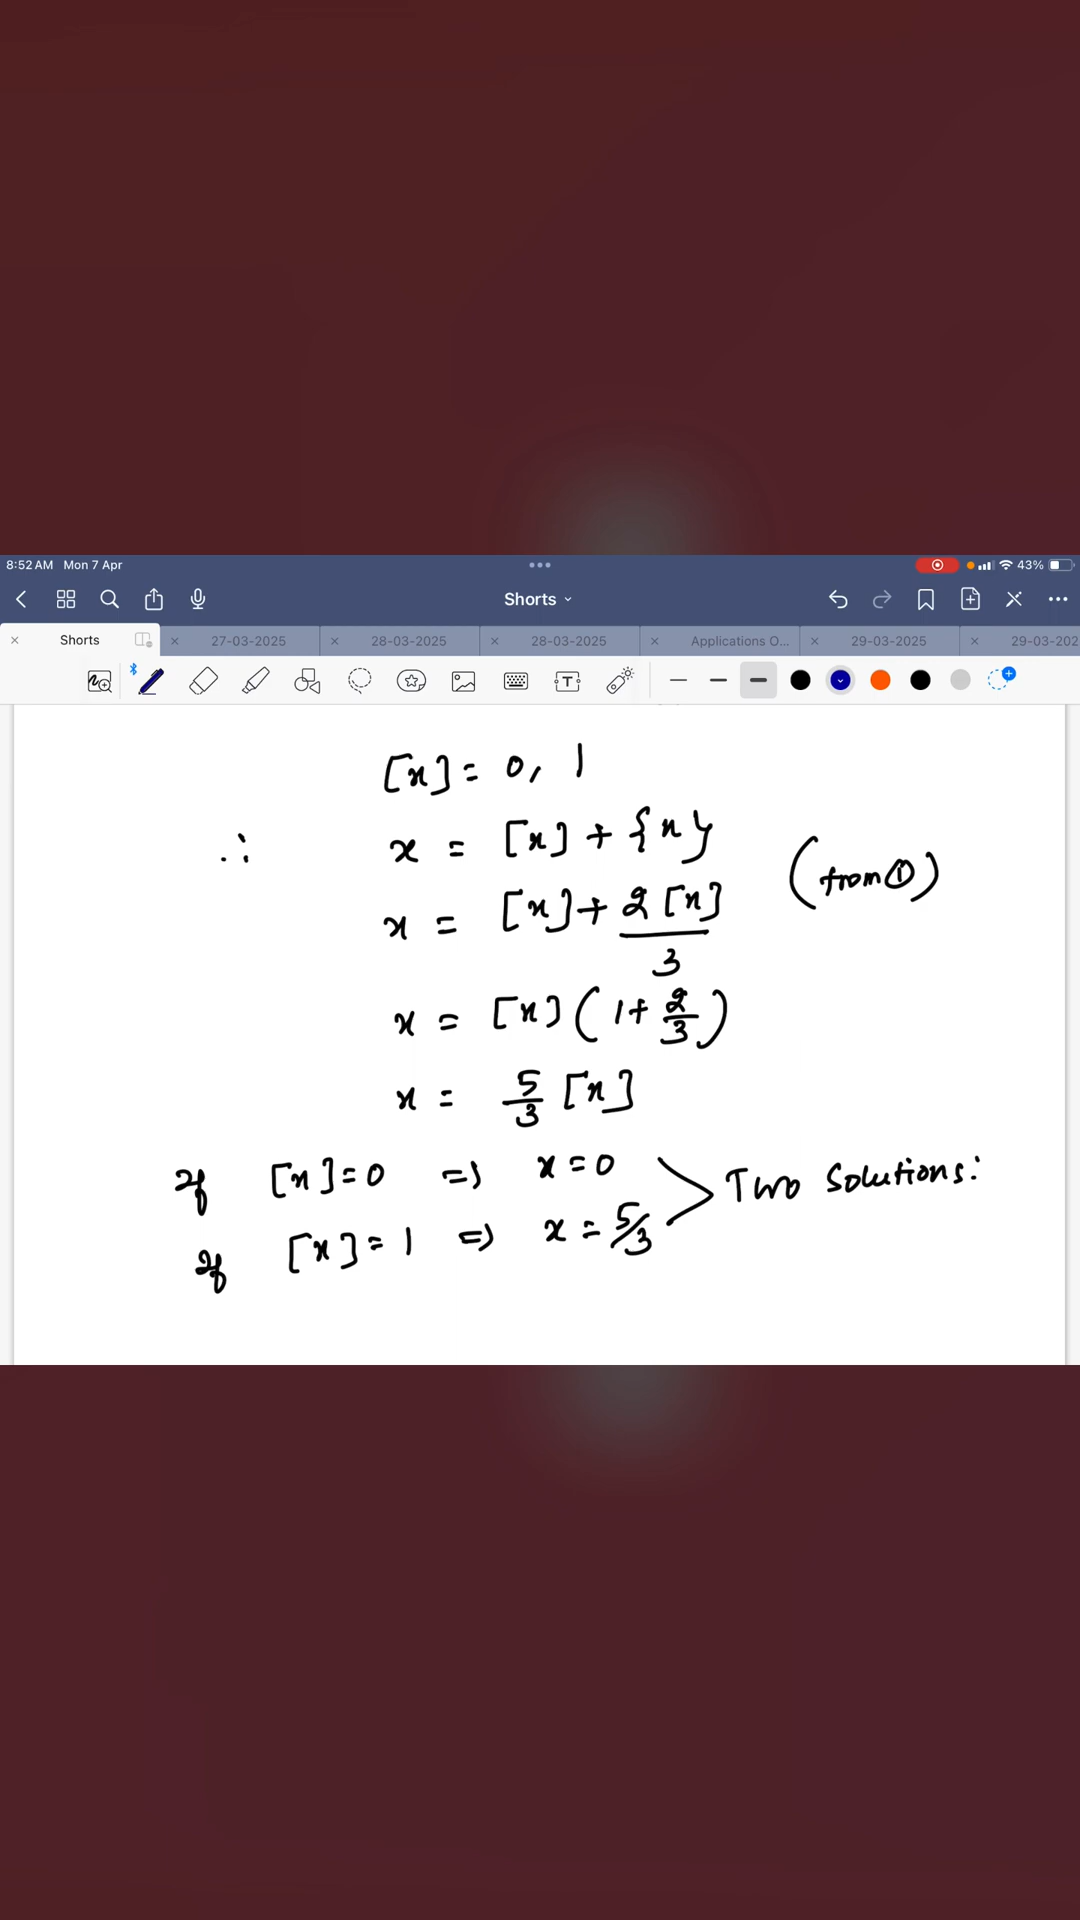 8:52 AM Mon 7 Apr 43%
Shorts
Shorts 27-03-2025 28-03-2025 28-03-2025 Applications O... 29-03-2025 29-03-202
[x] = 0, 1
∴ x = [x] + {x}
x = [x] + 2[x]/3 (from ①)
x = [x] (1 + 2/3)
x = 5/3 [x]
if [x] = 0 => x = 0
if [x] = 1 => x = 5/3
Two Solutions: